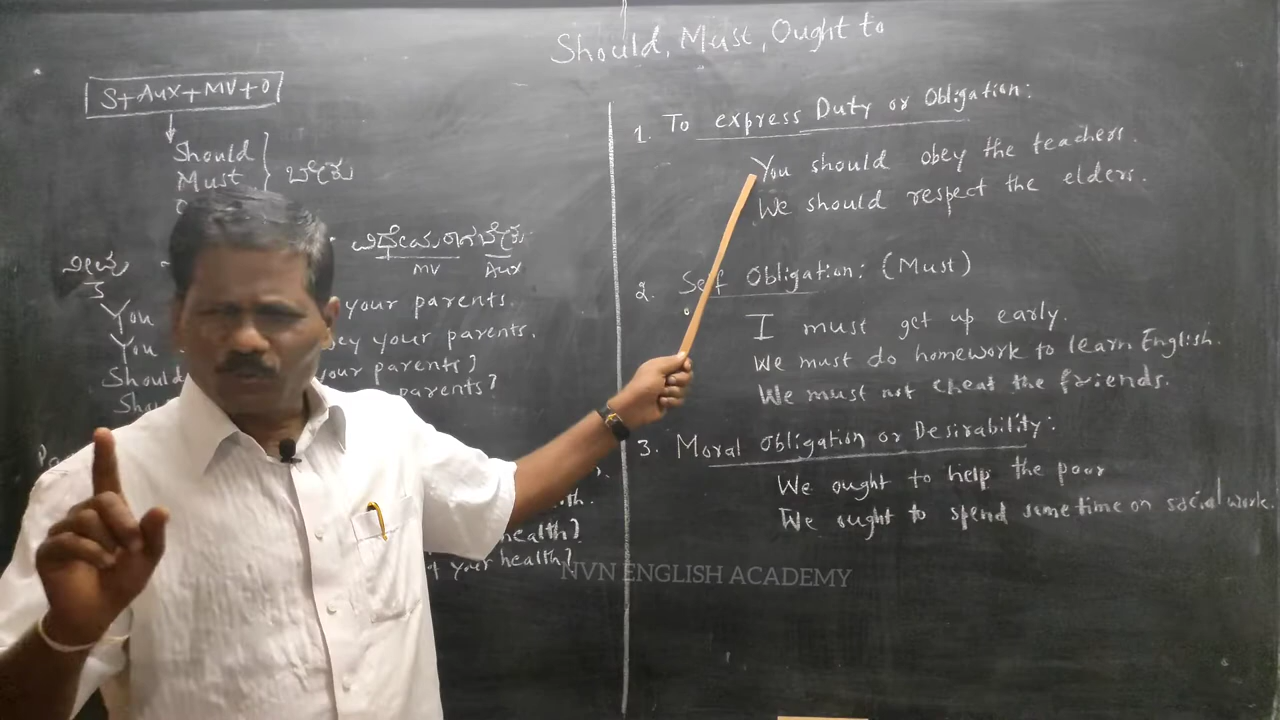 Should, Must, Ought to
S+Aux+MV+O
Should
Must
ಬೇಕು
ವಿಧೇಯರಾಗಬೇಕು
MV Aux
ನೀವು
You your parents.
You your parents.
Should your parents?
parents?
health?
your health?
1. To express Duty or Obligation:
You should obey the teachers.
We should respect the elders.
2. Self Obligation: (Must)
I must get up early.
We must do homework to learn English.
We must not cheat the friends.
3. Moral Obligation or Desirability:
We ought to help the poor
We ought to spend some time on social work.
NVN ENGLISH ACADEMY